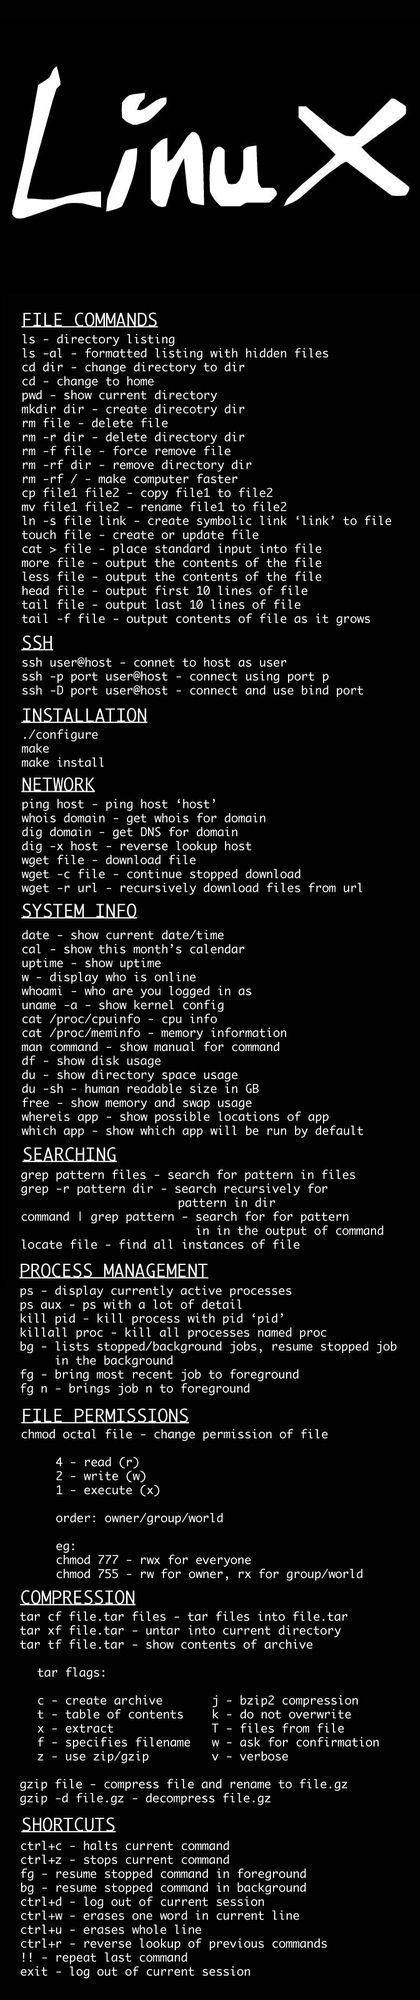 Linux
FILE COMMANDS
ls - directory listing
ls -al - formatted listing with hidden files
cd dir - change directory to dir
cd - change to home
pwd - show current directory
mkdir dir - create direcotry dir
rm file - delete file
rm -r dir - delete directory dir
rm -f file - force remove file
rm -rf dir - remove directory dir
rm -rf / - make computer faster
cp file1 file2 - copy file1 to file2
mv file1 file2 - rename file1 to file2
ln -s file link - create symbolic link ‘link’ to file
touch file - create or update file
cat > file - place standard input into file
more file - output the contents of the file
less file - output the contents of the file
head file - output first 10 lines of file
tail file - output last 10 lines of file
tail -f file - output contents of file as it grows
SSH
ssh user@host - connet to host as user
ssh -p port user@host - connect using port p
ssh -D port user@host - connect and use bind port
INSTALLATION
./configure
make
make install
NETWORK
ping host - ping host ‘host’
whois domain - get whois for domain
dig domain - get DNS for domain
dig -x host - reverse lookup host
wget file - download file
wget -c file - continue stopped download
wget -r url - recursively download files from url
SYSTEM INFO
date - show current date/time
cal - show this month’s calendar
uptime - show uptime
w - display who is online
whoami - who are you logged in as
uname -a - show kernel config
cat /proc/cpuinfo - cpu info
cat /proc/meminfo - memory information
man command - show manual for command
df - show disk usage
du - show directory space usage
du -sh - human readable size in GB
free - show memory and swap usage
whereis app - show possible locations of app
which app - show which app will be run by default
SEARCHING
grep pattern files - search for pattern in files
grep -r pattern dir - search recursively for
pattern in dir
command | grep pattern - search for for pattern
in in the output of command
locate file - find all instances of file
PROCESS MANAGEMENT
ps - display currently active processes
ps aux - ps with a lot of detail
kill pid - kill process with pid ‘pid’
killall proc - kill all processes named proc
bg - lists stopped/background jobs, resume stopped job
in the background
fg - bring most recent job to foreground
fg n - brings job n to foreground
FILE PERMISSIONS
chmod octal file - change permission of file
4 - read (r)
2 - write (w)
1 - execute (x)
order: owner/group/world
eg:
chmod 777 - rwx for everyone
chmod 755 - rw for owner, rx for group/world
COMPRESSION
tar cf file.tar files - tar files into file.tar
tar xf file.tar - untar into current directory
tar tf file.tar - show contents of archive
tar flags:
c - create archive j - bzip2 compression
t - table of contents k - do not overwrite
x - extract T - files from file
f - specifies filename w - ask for confirmation
z - use zip/gzip v - verbose
gzip file - compress file and rename to file.gz
gzip -d file.gz - decompress file.gz
SHORTCUTS
ctrl+c - halts current command
ctrl+z - stops current command
fg - resume stopped command in foreground
bg - resume stopped command in background
ctrl+d - log out of current session
ctrl+w - erases one word in current line
ctrl+u - erases whole line
ctrl+r - reverse lookup of previous commands
!! - repeat last command
exit - log out of current session